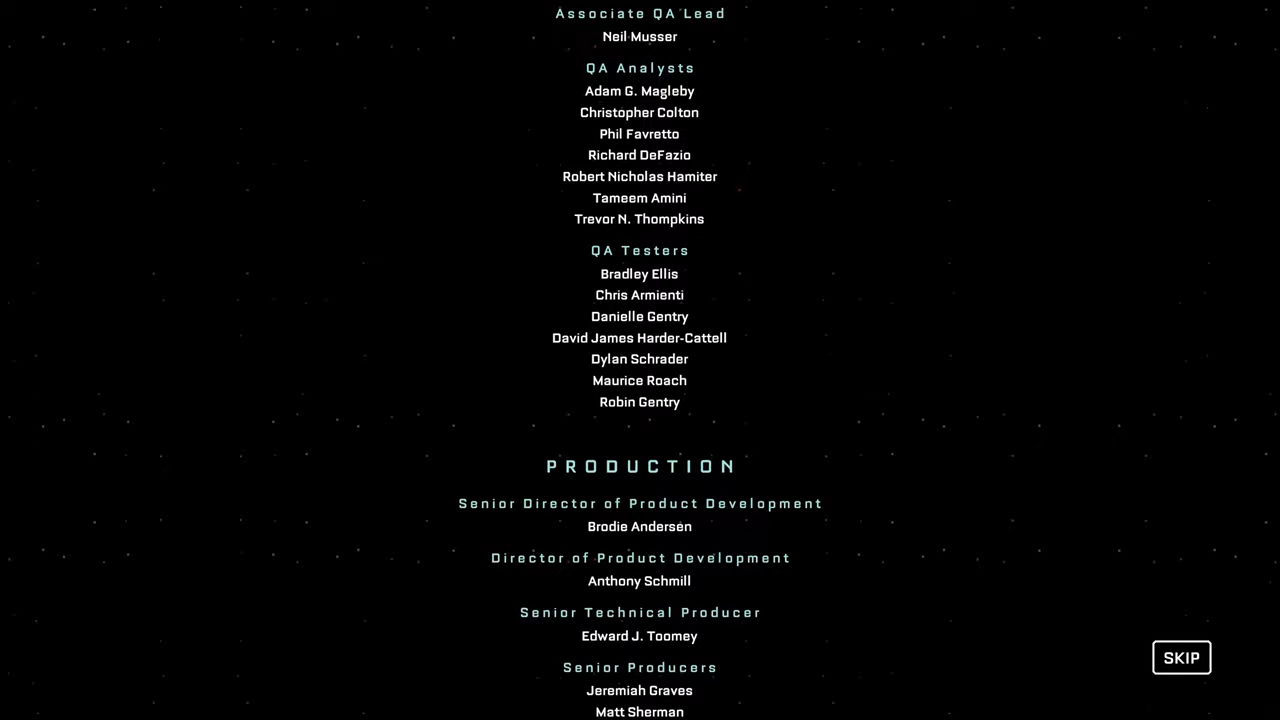 Associate QA Lead
Neil Musser
QA Analysts
Adam G. Magleby
Christopher Colton
Phil Favretto
Richard DeFazio
Robert Nicholas Hamiter
Tameem Amini
Trevor N. Thompkins
QA Testers
Bradley Ellis
Chris Armienti
Danielle Gentry
David James Harder-Cattell
Dylan Schrader
Maurice Roach
Robin Gentry
PRODUCTION
Senior Director of Product Development
Brodie Andersen
Director of Product Development
Anthony Schmill
Senior Technical Producer
Edward J. Toomey
SKIP
Senior Producers
Jeremiah Graves
Matt Sherman